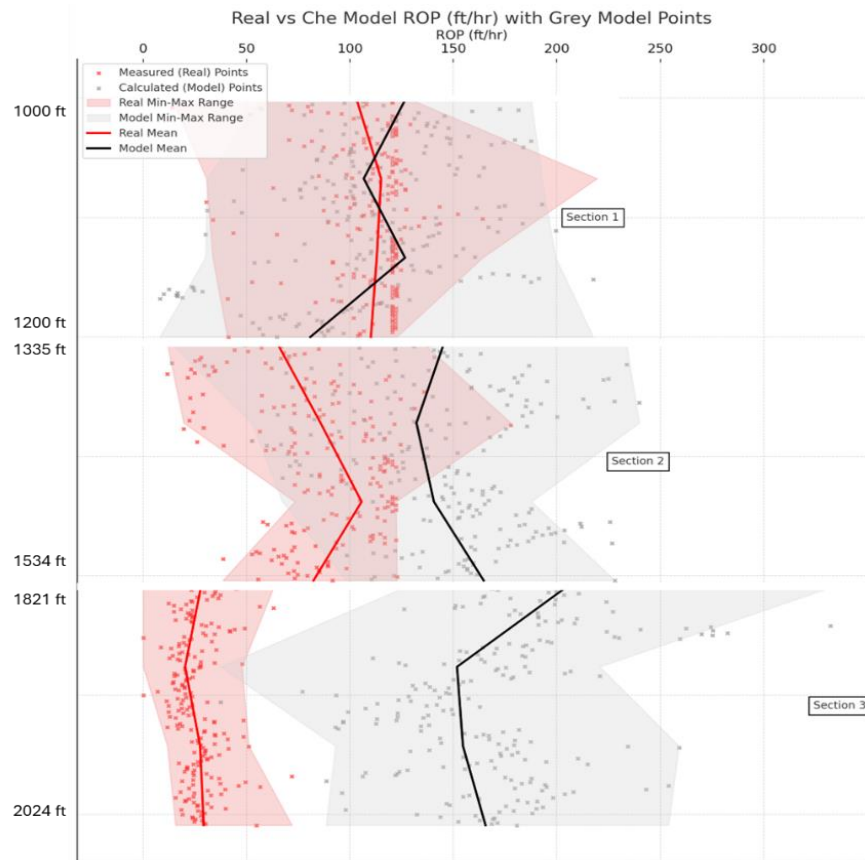 Real vs Che Model ROP (ft/hr) with Grey Model Points
ROP (ft/hr)
0 50 100 150 200 250 300
Measured (Real) Points
Calculated (Model) Points
Real Min-Max Range
Model Min-Max Range
Real Mean
Model Mean
1000 ft
Section 1
1200 ft
1335 ft
Section 2
1534 ft
1821 ft
Section 3
2024 ft